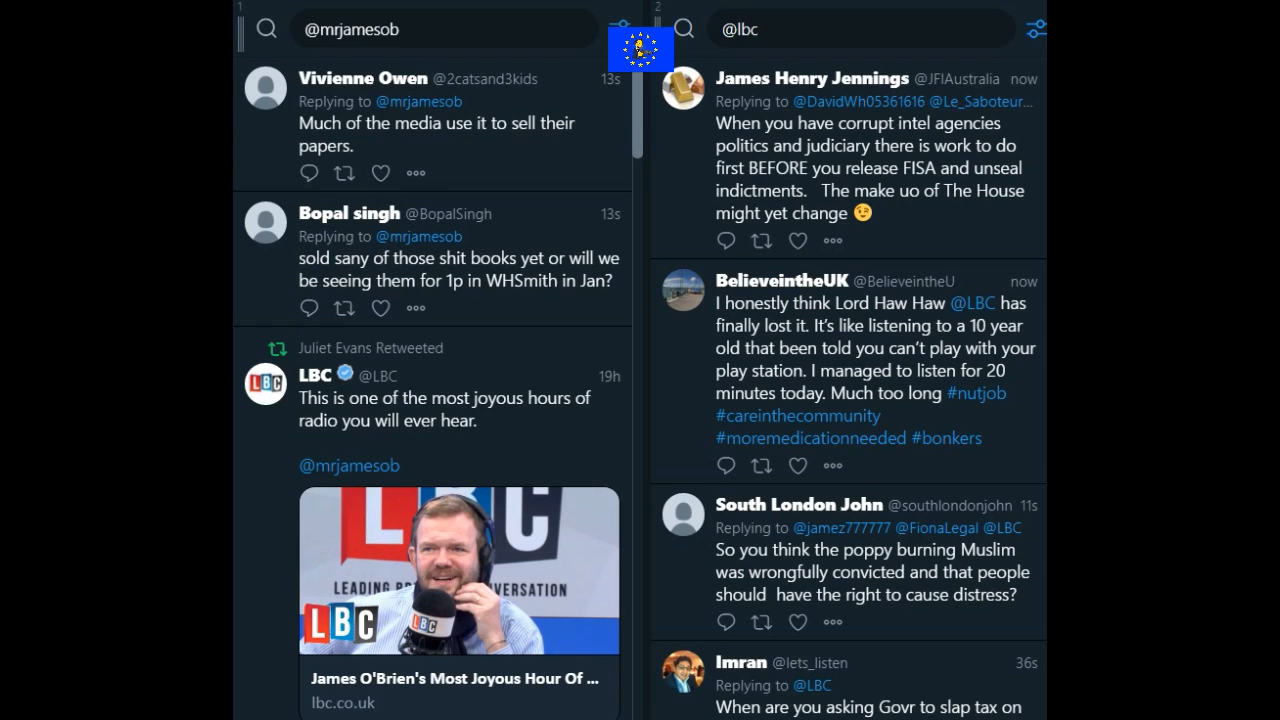 1
@mrjamesob
Vivienne Owen @2catsand3kids 13s
Replying to @mrjamesob
Much of the media use it to sell their
papers.
Bopal singh @BopalSingh 13s
Replying to @mrjamesob
sold sany of those shit books yet or will we
be seeing them for 1p in WHSmith in Jan?
Juliet Evans Retweeted
LBC @LBC 19h
This is one of the most joyous hours of
radio you will ever hear.
@mrjamesob
LBC
LBC
LEADING BR VERSATION
LBC
LBC
James O'Brien's Most Joyous Hour Of ...
lbc.co.uk
2
@lbc
James Henry Jennings @JFIAustralia now
Replying to @DavidWh05361616 @Le_Saboteur...
When you have corrupt intel agencies
politics and judiciary there is work to do
first BEFORE you release FISA and unseal
indictments. The make uo of The House
might yet change 😉
BelieveintheUK @BelieveintheU now
I honestly think Lord Haw Haw @LBC has
finally lost it. It's like listening to a 10 year
old that been told you can't play with your
play station. I managed to listen for 20
minutes today. Much too long #nutjob
#careinthecommunity
#moremedicationneeded #bonkers
South London John @southlondonjohn 11s
Replying to @jamez777777 @FionaLegal @LBC
So you think the poppy burning Muslim
was wrongfully convicted and that people
should have the right to cause distress?
Imran @lets_listen 36s
Replying to @LBC
When are you asking Govr to slap tax on